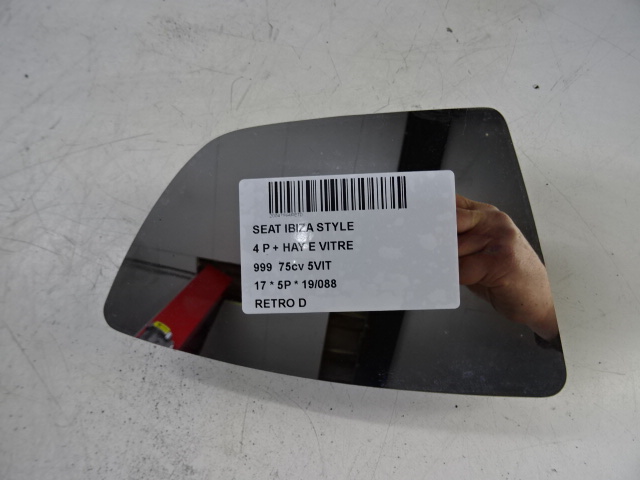 SEAT IBIZA STYLE
4 P + HAY E VITRE
999 75cv 5VIT
17 * 5P * 19/088
RETRO D